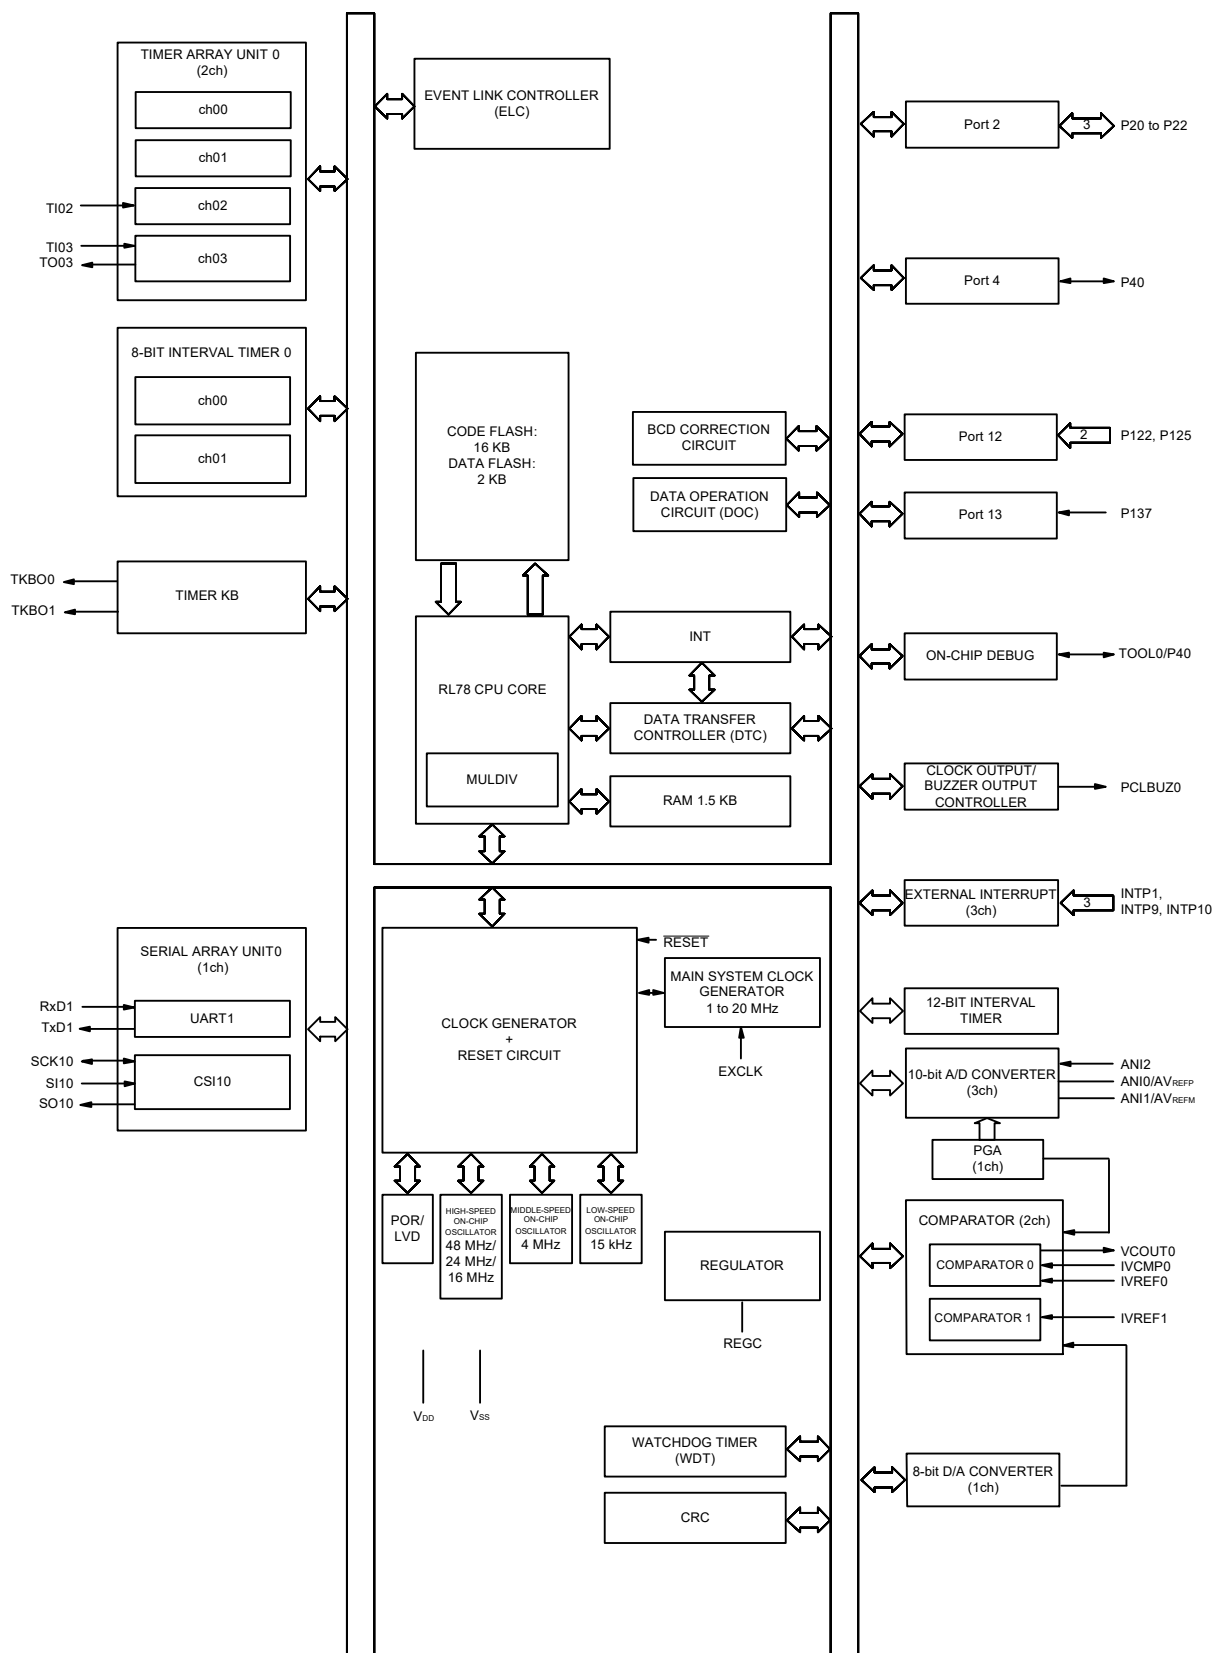 TIMER ARRAY UNIT 0
(2ch)
ch00
ch01
ch02
ch03
TI02
TI03
TO03
8-BIT INTERVAL TIMER 0
ch00
ch01
TKBO0
TKBO1
TIMER KB
SERIAL ARRAY UNIT0
(1ch)
RxD1
TxD1
UART1
SCK10
SI10
SO10
CSI10
EVENT LINK CONTROLLER
(ELC)
CODE FLASH:
16 KB
DATA FLASH:
2 KB
BCD CORRECTION
CIRCUIT
DATA OPERATION
CIRCUIT (DOC)
RL78 CPU CORE
MULDIV
INT
DATA TRANSFER
CONTROLLER (DTC)
RAM 1.5 KB
CLOCK GENERATOR
+
RESET CIRCUIT
RESET
MAIN SYSTEM CLOCK
GENERATOR
1 to 20 MHz
EXCLK
POR/
LVD
HIGH-SPEED
ON-CHIP
OSCILLATOR
48 MHz/
24 MHz/
16 MHz
MIDDLE-SPEED
ON-CHIP
OSCILLATOR
4 MHz
LOW-SPEED
ON-CHIP
OSCILLATOR
15 kHz
REGULATOR
REGC
VDD
VSS
WATCHDOG TIMER
(WDT)
CRC
Port 2
3
P20 to P22
Port 4
P40
Port 12
2
P122, P125
Port 13
P137
ON-CHIP DEBUG
TOOL0/P40
CLOCK OUTPUT/
BUZZER OUTPUT
CONTROLLER
PCLBUZ0
EXTERNAL INTERRUPT
(3ch)
3
INTP1,
INTP9, INTP10
12-BIT INTERVAL
TIMER
10-bit A/D CONVERTER
(3ch)
ANI2
ANI0/AVREFP
ANI1/AVREFM
PGA
(1ch)
COMPARATOR (2ch)
COMPARATOR 0
VCOUT0
IVCMP0
IVREF0
COMPARATOR 1
IVREF1
8-bit D/A CONVERTER
(1ch)